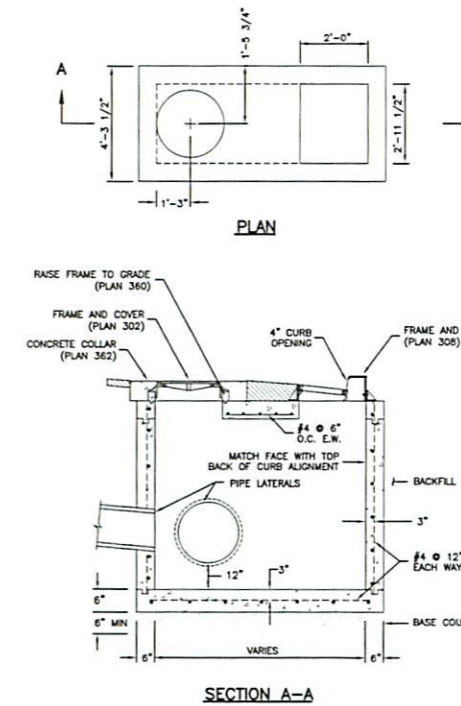 1'-5 3/4"
2'-0"
A
4'-3 1/2"
2'-11 1/2"
1'-3"
PLAN
RAISE FRAME TO GRADE
(PLAN 360)
FRAME AND COVER
(PLAN 302)
CONCRETE COLLAR
(PLAN 362)
4" CURB
OPENING
FRAME AND
(PLAN 308)
#4 @ 6"
O.C. E.W.
MATCH FACE WITH TOP
BACK OF CURB ALIGNMENT
PIPE LATERALS
BACKFILL
3"
12"
3"
#4 @ 12"
EACH WAY
6"
6" MIN
BASE COU
6"
VARIES
6"
SECTION A-A